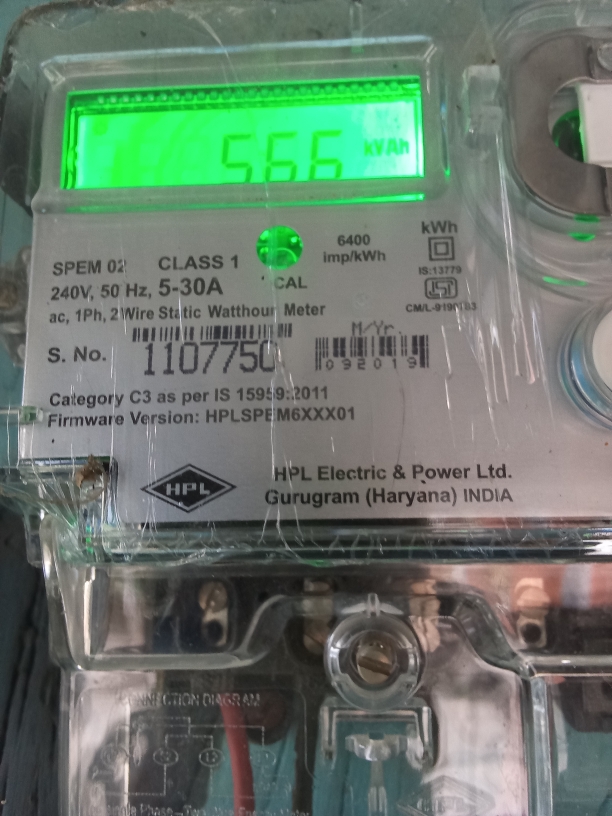 566 kVAh
kWh
6400
imp/kWh
SPEM 02 CLASS 1
CAL
IS:13779
240V, 50 Hz, 5-30A
ac, 1Ph, 2 Wire Static Watthour Meter
M/Yr.
S. No. 1107750
092019
Category C3 as per IS 15959:2011
Firmware Version: HPLSPEM6XXX01
HPL
HPL Electric & Power Ltd.
Gurugram (Haryana) INDIA
CONNECTION DIAGRAM